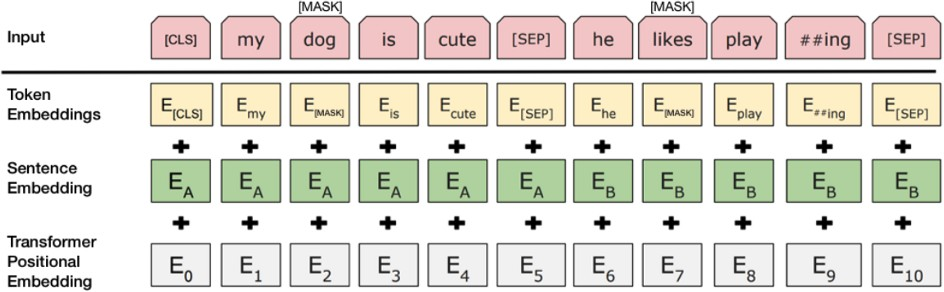 [MASK] [MASK]
Input [CLS] my dog is cute [SEP] he likes play ##ing [SEP]
Token
Embeddings
E[CLS] Emy E[MASK] Eis Ecute E[SEP] Ehe E[MASK] Eplay E##ing E[SEP]
+ + + + + + + + + + +
Sentence
Embedding
EA EA EA EA EA EA EB EB EB EB EB
+ + + + + + + + + + +
Transformer
Positional
Embedding
E0 E1 E2 E3 E4 E5 E6 E7 E8 E9 E10